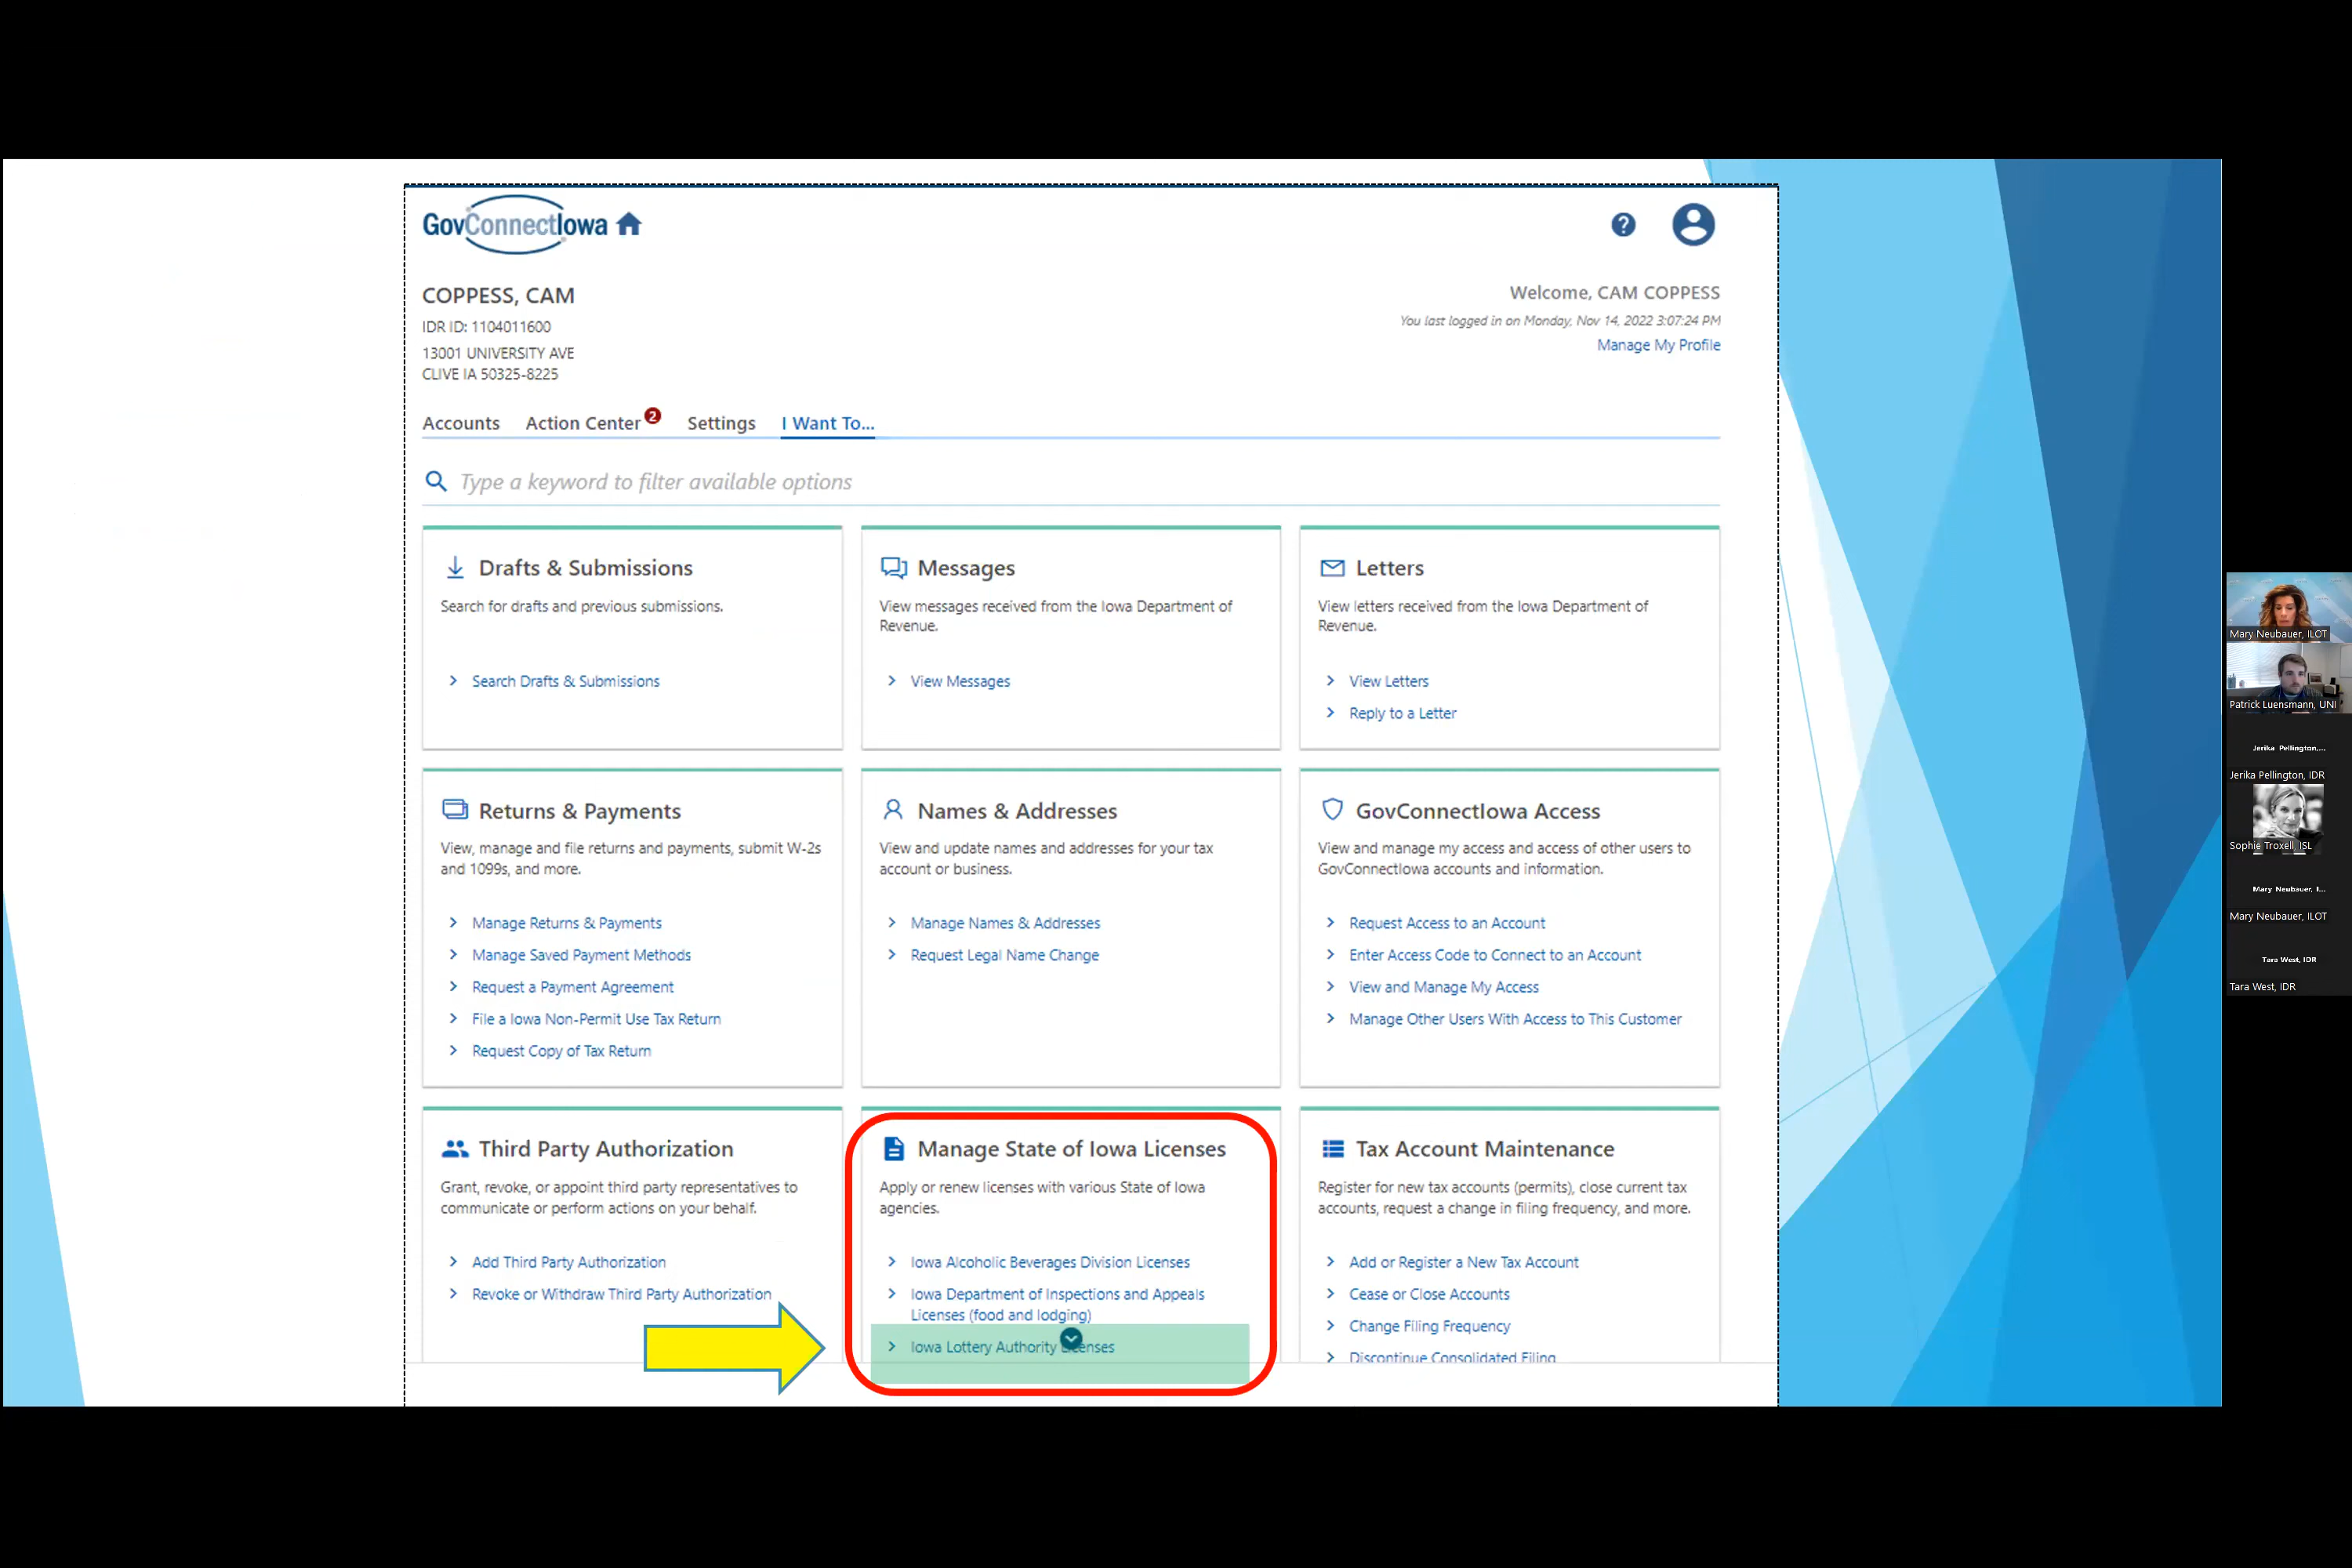 GovConnectIowa
COPPESS, CAM
IDR ID: 1104011600
13001 UNIVERSITY AVE
CLIVE IA 50325-8225
Welcome, CAM COPPESS
You last logged in on Monday, Nov 14, 2022 3:07:24 PM
Manage My Profile
Accounts Action Center 2 Settings I Want To...
Type a keyword to filter available options
Drafts & Submissions
Search for drafts and previous submissions.
Search Drafts & Submissions
Messages
View messages received from the Iowa Department of
Revenue.
View Messages
Letters
View letters received from the Iowa Department of
Revenue.
View Letters
Reply to a Letter
Returns & Payments
View, manage and file returns and payments, submit W-2s
and 1099s, and more.
Manage Returns & Payments
Manage Saved Payment Methods
Request a Payment Agreement
File a Iowa Non-Permit Use Tax Return
Request Copy of Tax Return
Names & Addresses
View and update names and addresses for your tax
account or business.
Manage Names & Addresses
Request Legal Name Change
GovConnectIowa Access
View and manage my access and access of other users to
GovConnectIowa accounts and information.
Request Access to an Account
Enter Access Code to Connect to an Account
View and Manage My Access
Manage Other Users With Access to This Customer
Third Party Authorization
Grant, revoke, or appoint third party representatives to
communicate or perform actions on your behalf.
Add Third Party Authorization
Revoke or Withdraw Third Party Authorization
Manage State of Iowa Licenses
Apply or renew licenses with various State of Iowa
agencies.
Iowa Alcoholic Beverages Division Licenses
Iowa Department of Inspections and Appeals
Licenses (food and lodging)
Iowa Lottery Authority Licenses
Tax Account Maintenance
Register for new tax accounts (permits), close current tax
accounts, request a change in filing frequency, and more.
Add or Register a New Tax Account
Cease or Close Accounts
Change Filing Frequency
Discontinue Consolidated Filing
Mary Neubauer, ILOT
Patrick Luensmann, UNI
Jerika Pellington,...
Jerika Pellington, IDR
Sophie Troxell, ISL
Mary Neubauer, I...
Mary Neubauer, ILOT
Tara West, IDR
Tara West, IDR